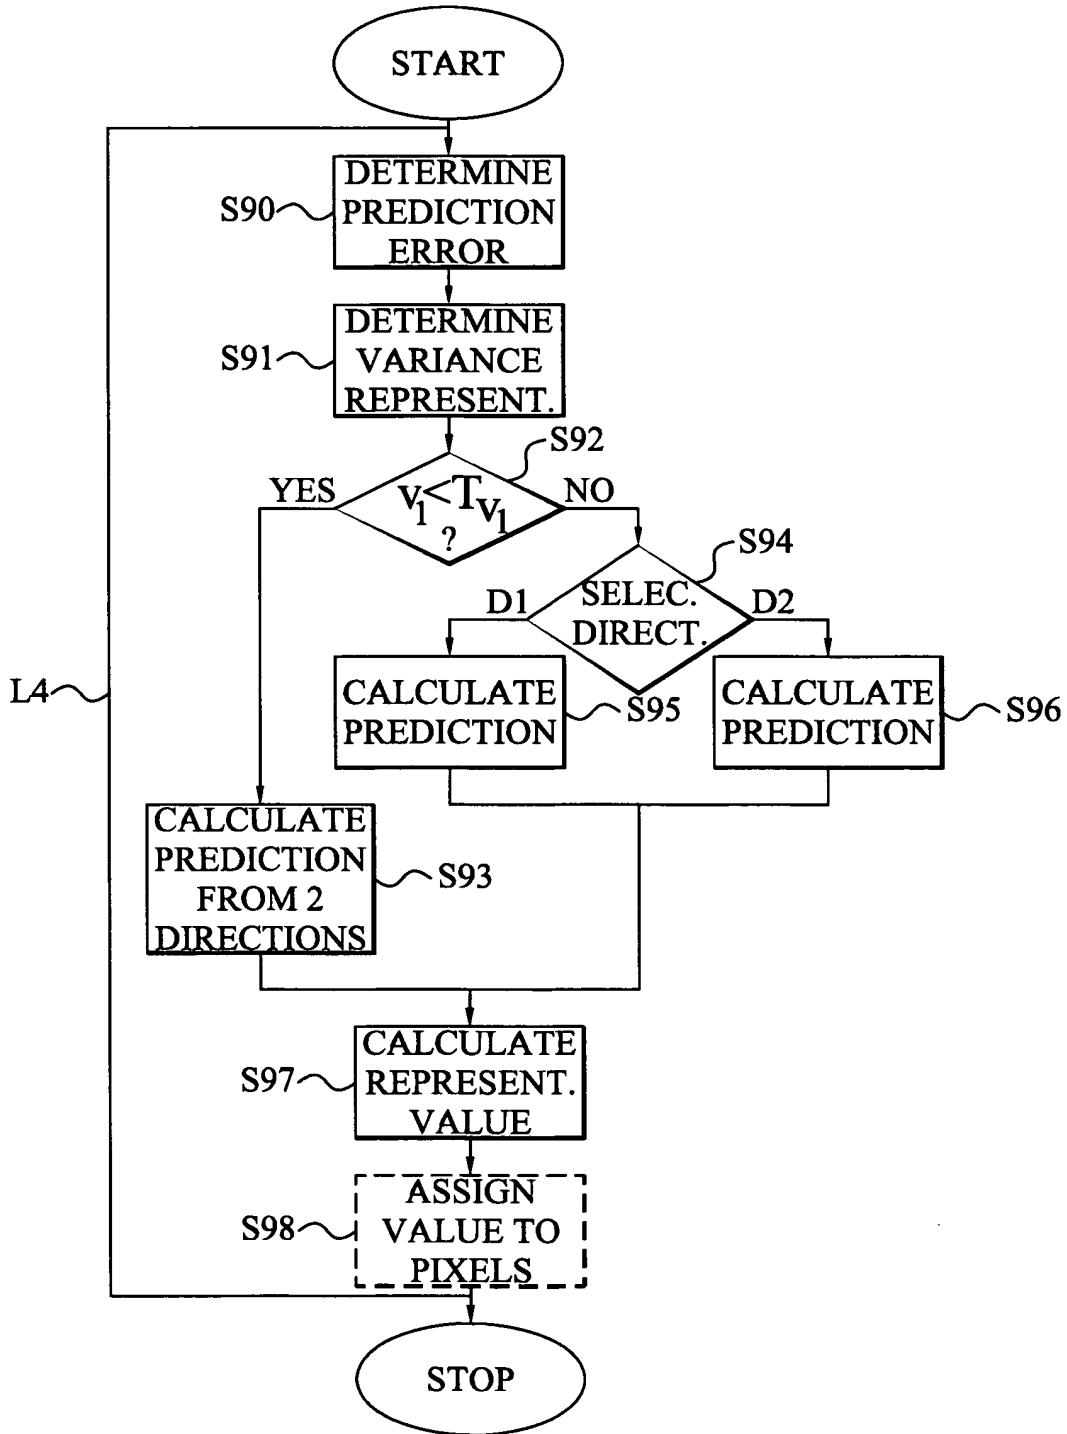 START
DETERMINE
PREDICTION
ERROR
S90
DETERMINE
VARIANCE
REPRESENT.
S91
S92
YES
v1<Tv1
?
NO
S94
SELEC.
DIRECT.
D1
D2
CALCULATE
PREDICTION
S95
CALCULATE
PREDICTION
S96
L4
CALCULATE
PREDICTION
FROM 2
DIRECTIONS
S93
CALCULATE
REPRESENT.
VALUE
S97
ASSIGN
VALUE TO
PIXELS
S98
STOP